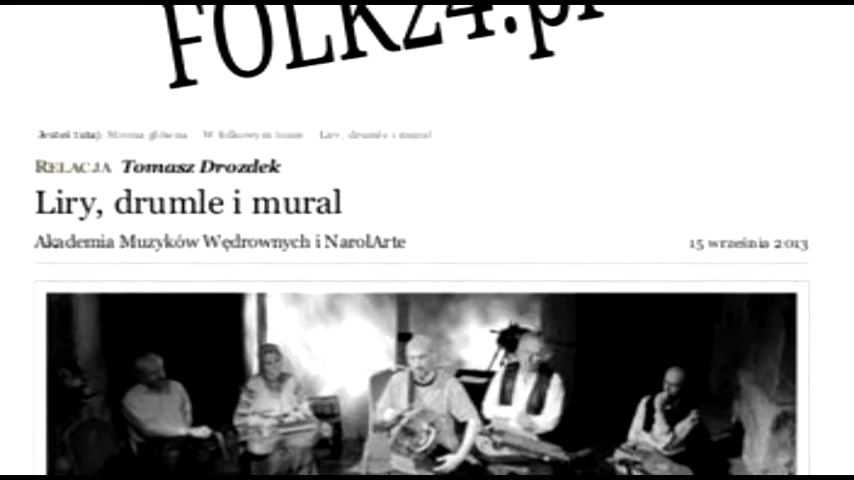 FOLK24.pl
Jesteś tutaj: Strona główna W folkowym tonie Liry, drumle i mural
RELACJA Tomasz Drozdek
Liry, drumle i mural
Akademia Muzyków Wędrownych i NarolArte
15 września 2013